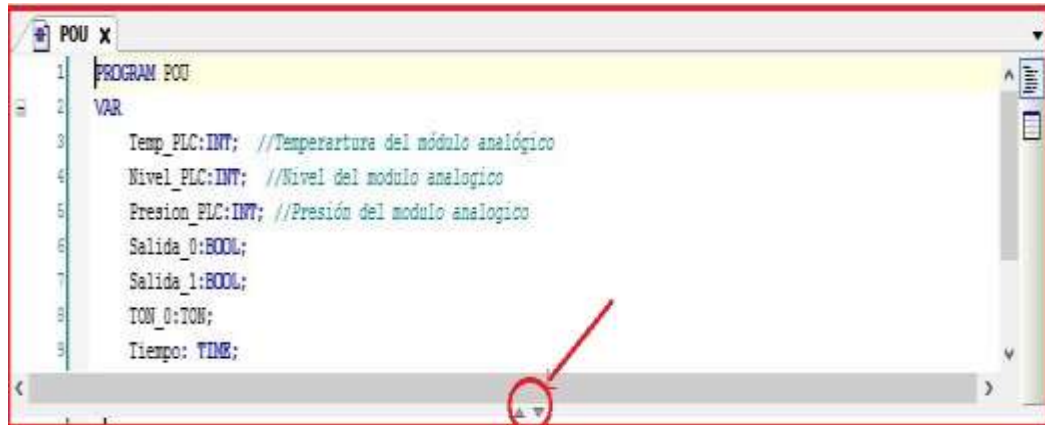 POU X
1 PROGRAM POU
2 VAR
3 Temp_PLC:INT; //Temperartura del módulo analógico
4 Nivel_PLC:INT; //Nivel del modulo analogico
5 Presion_PLC:INT; //Presión del modulo analogico
6 Salida_0:BOOL;
7 Salida_1:BOOL;
8 TON_0:TON;
9 Tiempo: TIME;